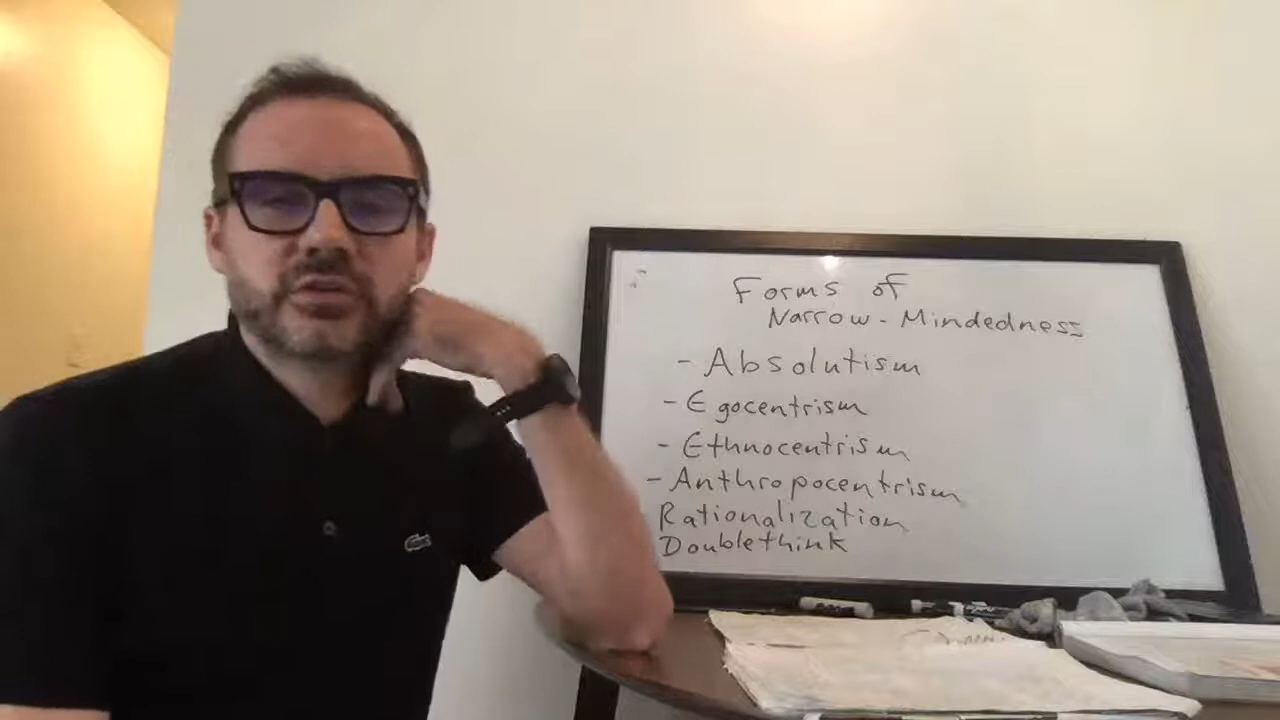 Forms of
Narrow-Mindedness
- Absolutism
- Egocentrism
- Ethnocentrism
- Anthropocentrism
Rationalization
Doublethink